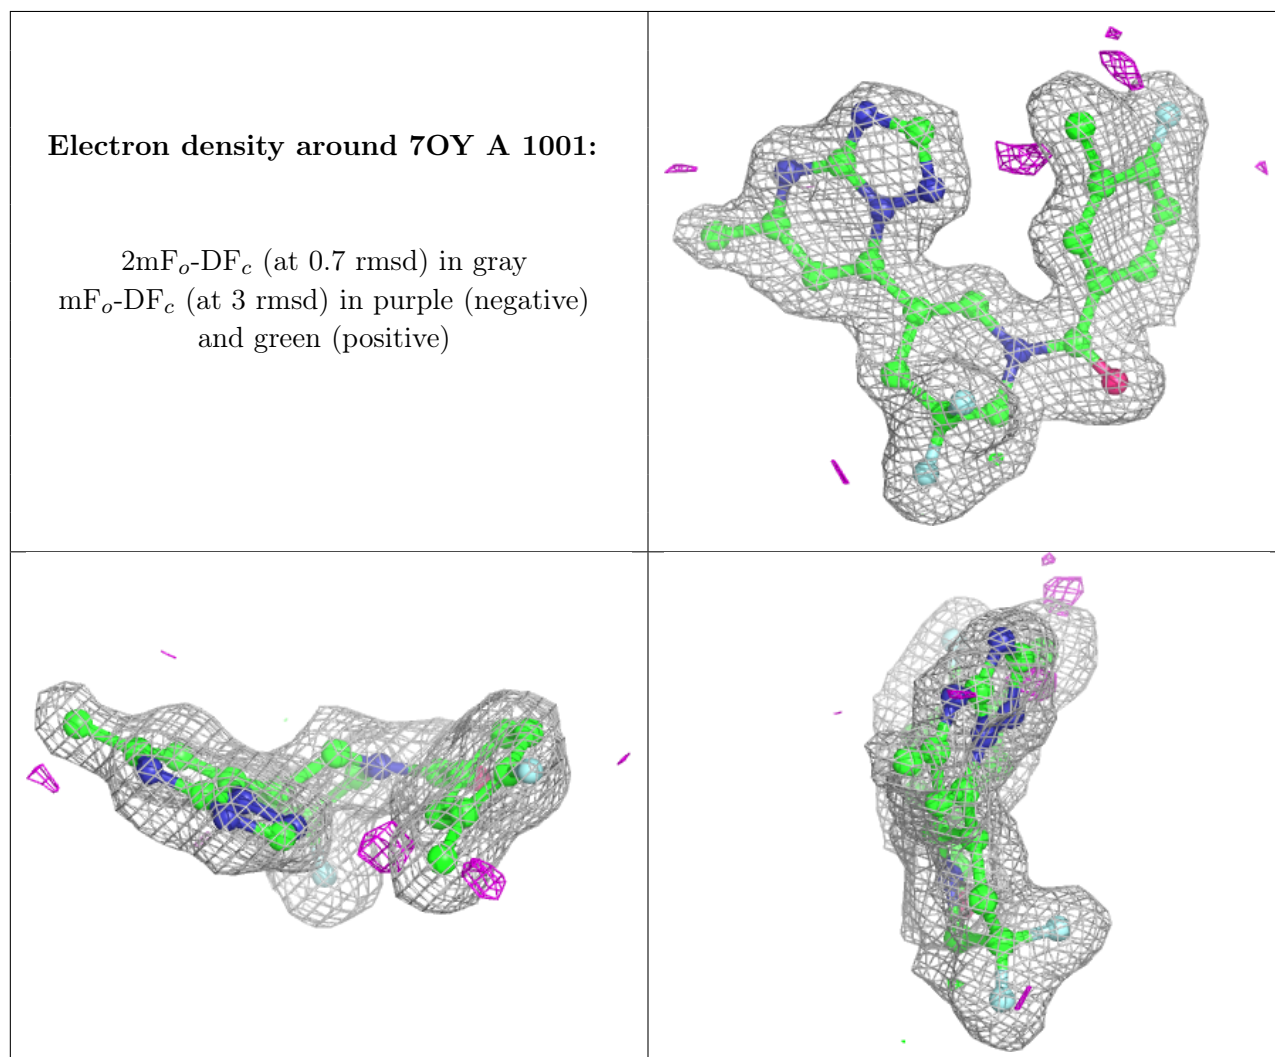 Electron density around 7OY A 1001:
2mFo-DFc (at 0.7 rmsd) in gray
mFo-DFc (at 3 rmsd) in purple (negative)
and green (positive)